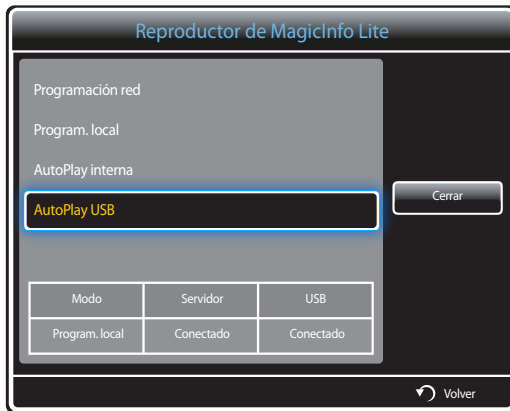 Reproductor de MagicInfo Lite
Programación red
Program. local
AutoPlay interna
AutoPlay USB
Cerrar
Modo Servidor USB
Program. local Conectado Conectado
Volver